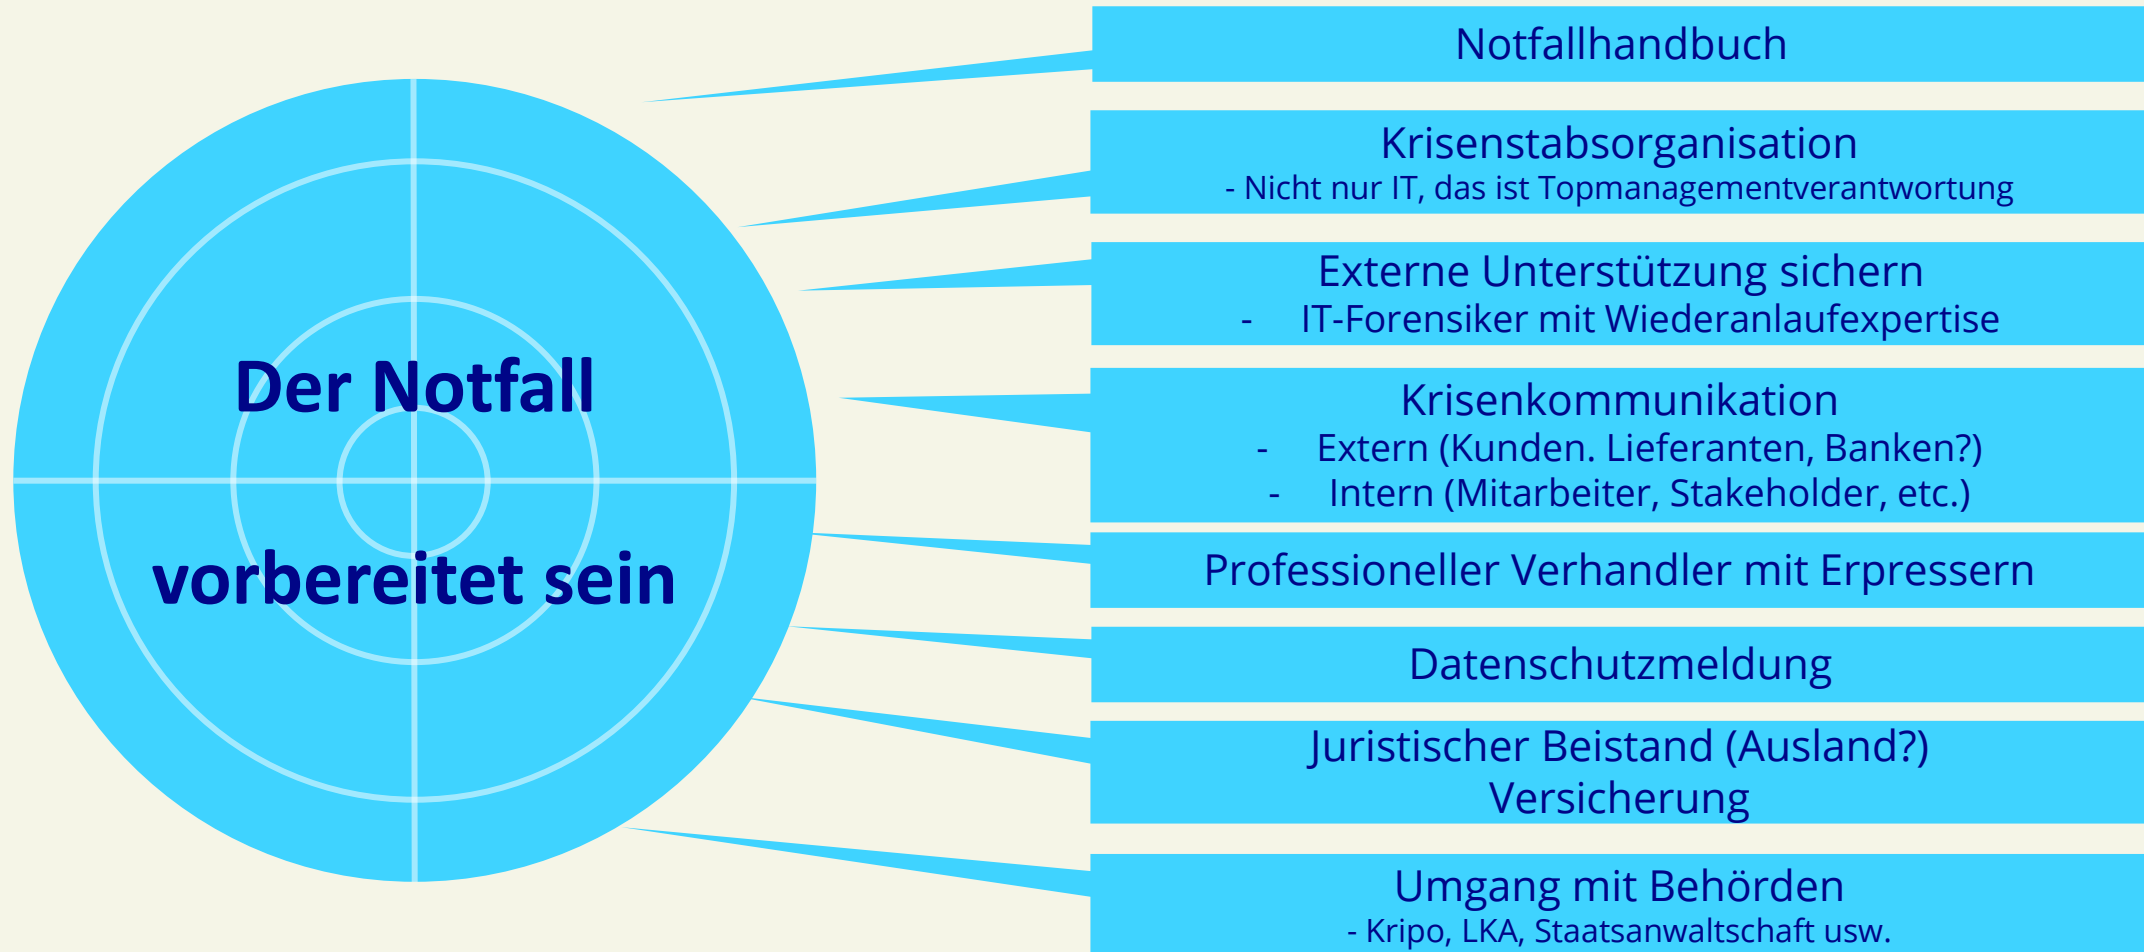 Der Notfall
vorbereitet sein
Notfallhandbuch
Krisenstabsorganisation
- Nicht nur IT, das ist Topmanagementverantwortung
Externe Unterstützung sichern
- IT-Forensiker mit Wiederanlaufexpertise
Krisenkommunikation
- Extern (Kunden. Lieferanten, Banken?)
- Intern (Mitarbeiter, Stakeholder, etc.)
Professioneller Verhandler mit Erpressern
Datenschutzmeldung
Juristischer Beistand (Ausland?)
Versicherung
Umgang mit Behörden
- Kripo, LKA, Staatsanwaltschaft usw.